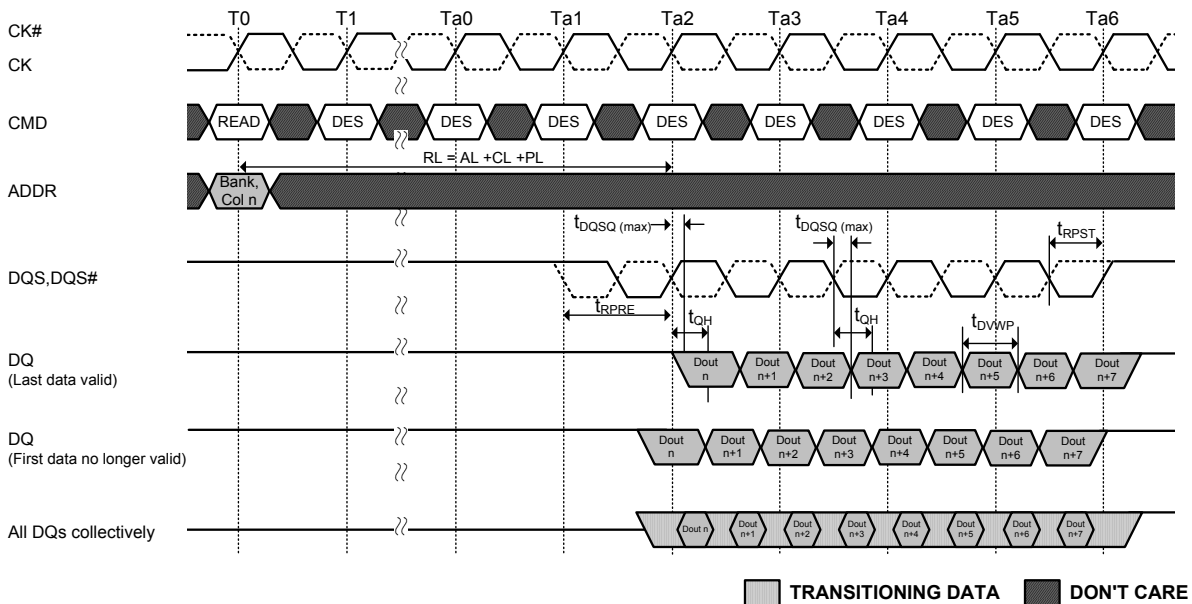 T0 T1 Ta0 Ta1 Ta2 Ta3 Ta4 Ta5 Ta6
CK#
CK
CMD
READ DES DES DES DES DES DES DES DES
RL = AL +CL +PL
ADDR
Bank,
Col n
tDQSQ (max) tDQSQ (max) tRPST
DQS,DQS#
tRPRE tQH tQH tDVWP
DQ
(Last data valid)
Dout n Dout n+1 Dout n+2 Dout n+3 Dout n+4 Dout n+5 Dout n+6 Dout n+7
DQ
(First data no longer valid)
Dout n Dout n+1 Dout n+2 Dout n+3 Dout n+4 Dout n+5 Dout n+6 Dout n+7
All DQs collectively
Dout n Dout n+1 Dout n+2 Dout n+3 Dout n+4 Dout n+5 Dout n+6 Dout n+7
TRANSITIONING DATA DON'T CARE